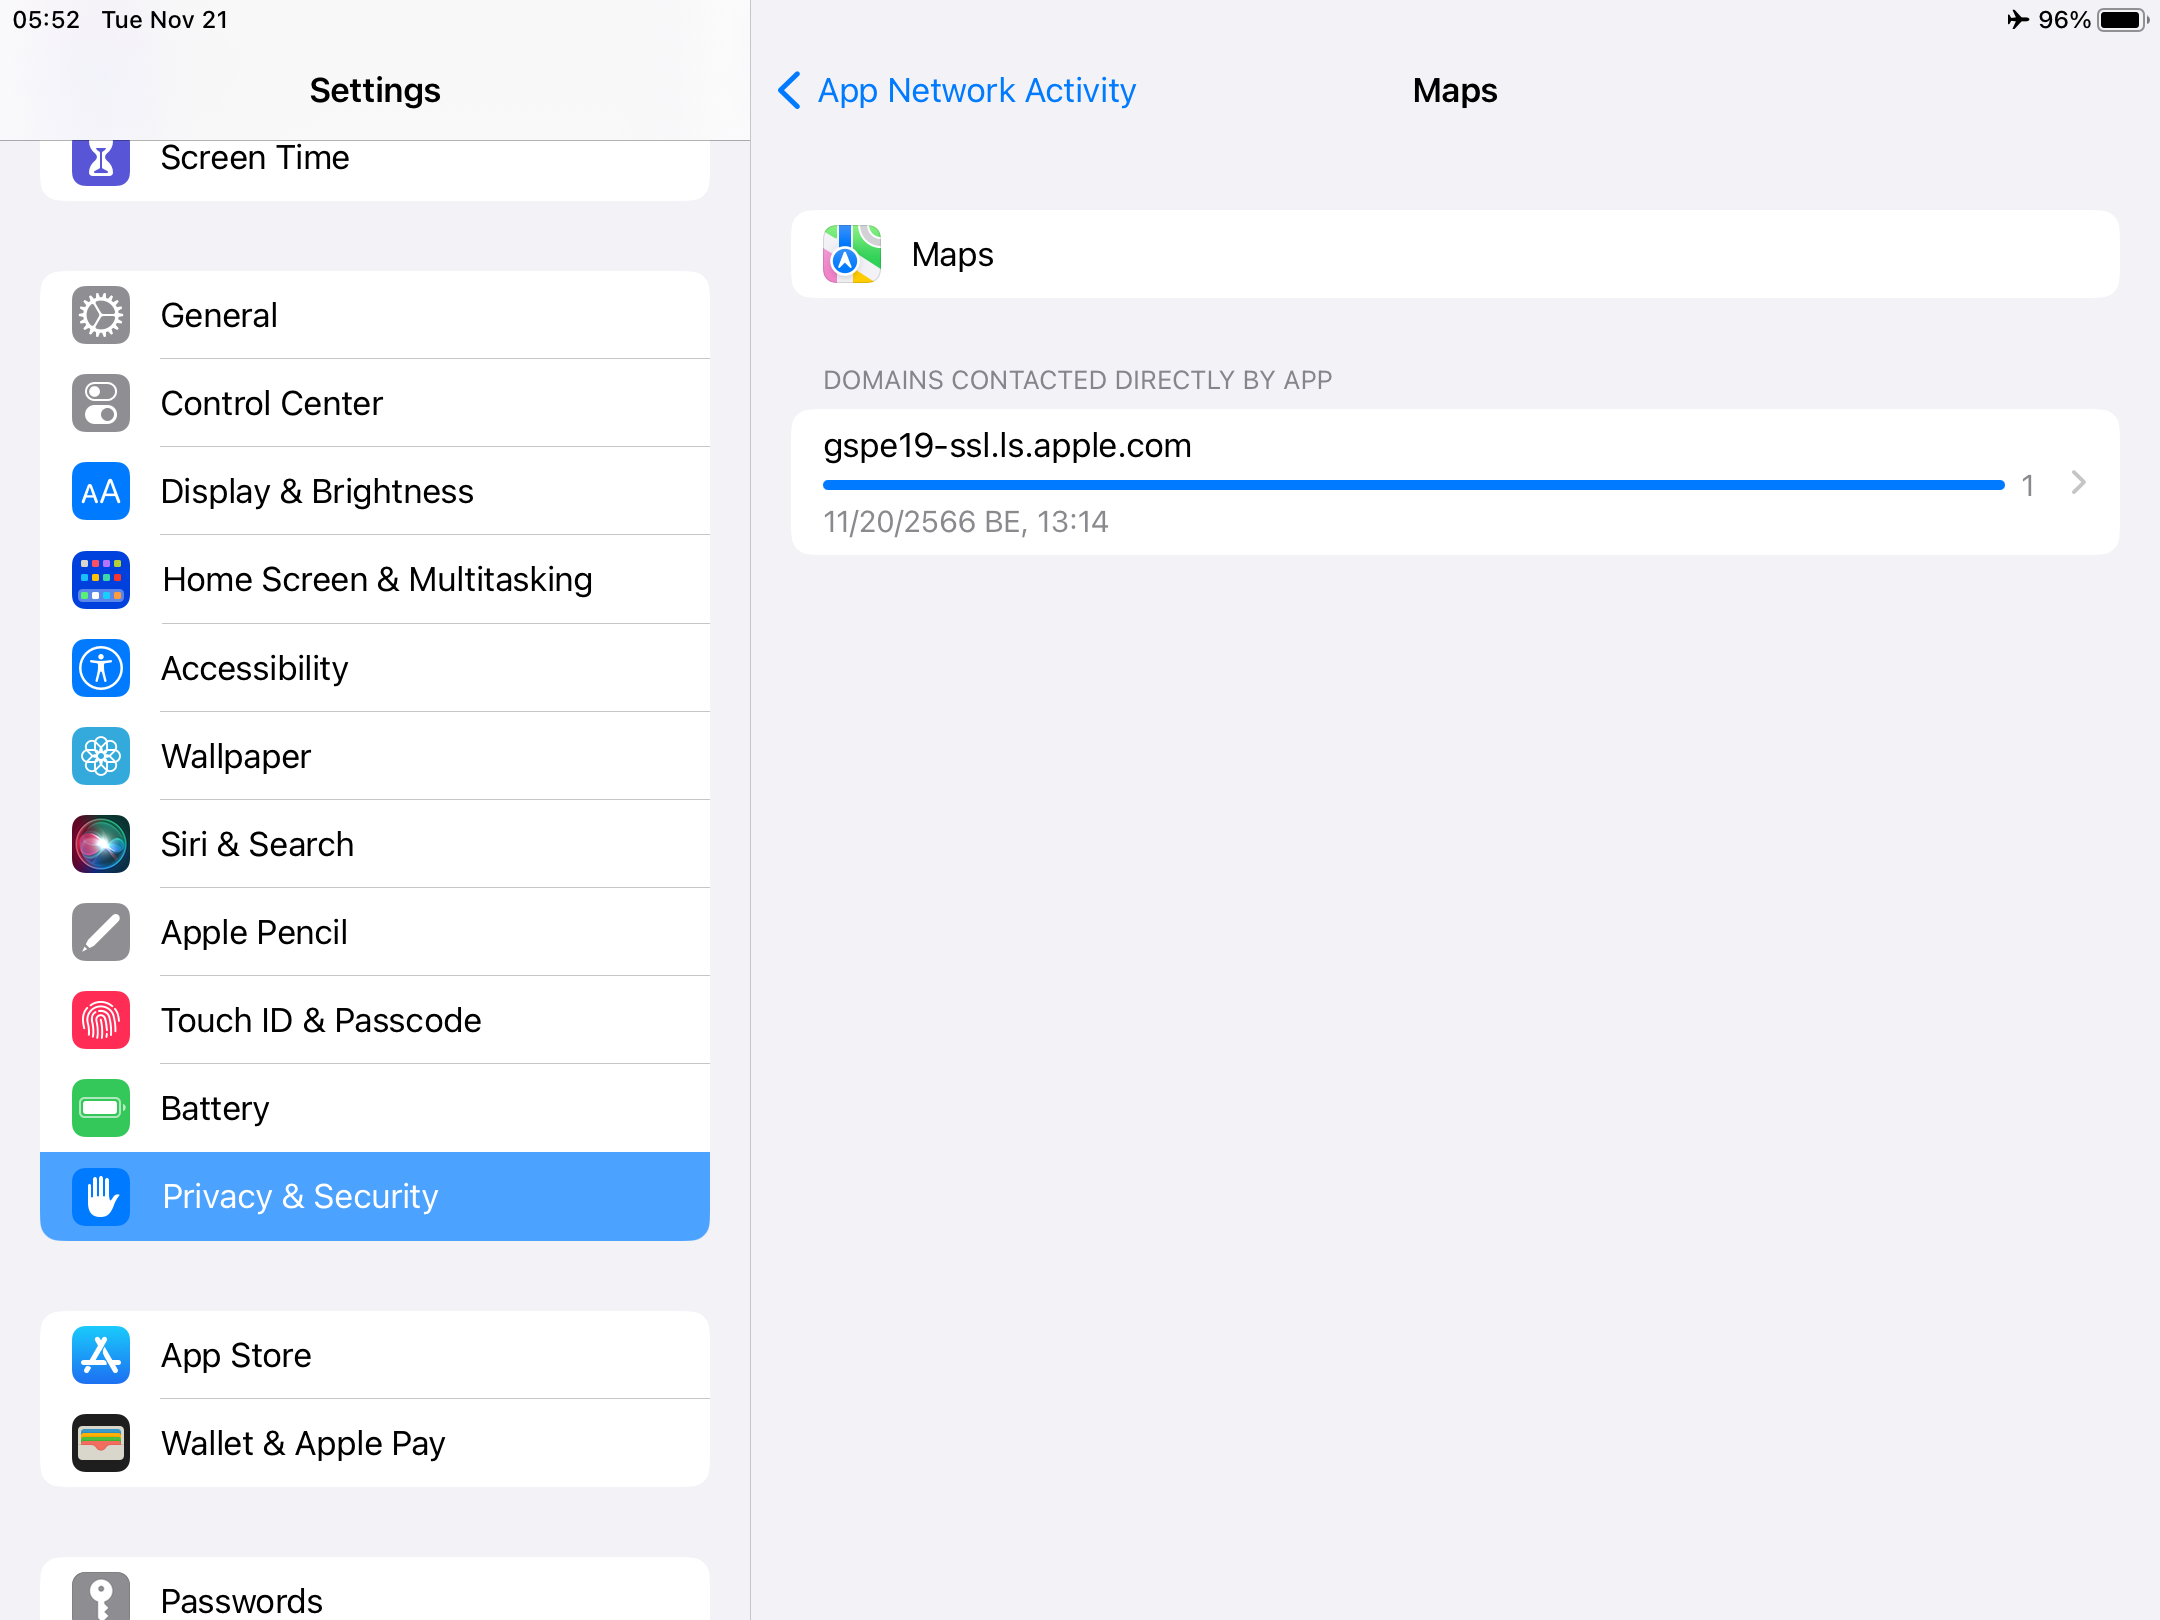 05:52 Tue Nov 21
96%
Settings
Screen Time
General
Control Center
AA
Display & Brightness
Home Screen & Multitasking
Accessibility
Wallpaper
Siri & Search
Apple Pencil
Touch ID & Passcode
Battery
Privacy & Security
App Store
Wallet & Apple Pay
Passwords
App Network Activity
Maps
Maps
DOMAINS CONTACTED DIRECTLY BY APP
gspe19-ssl.ls.apple.com
1
11/20/2566 BE, 13:14